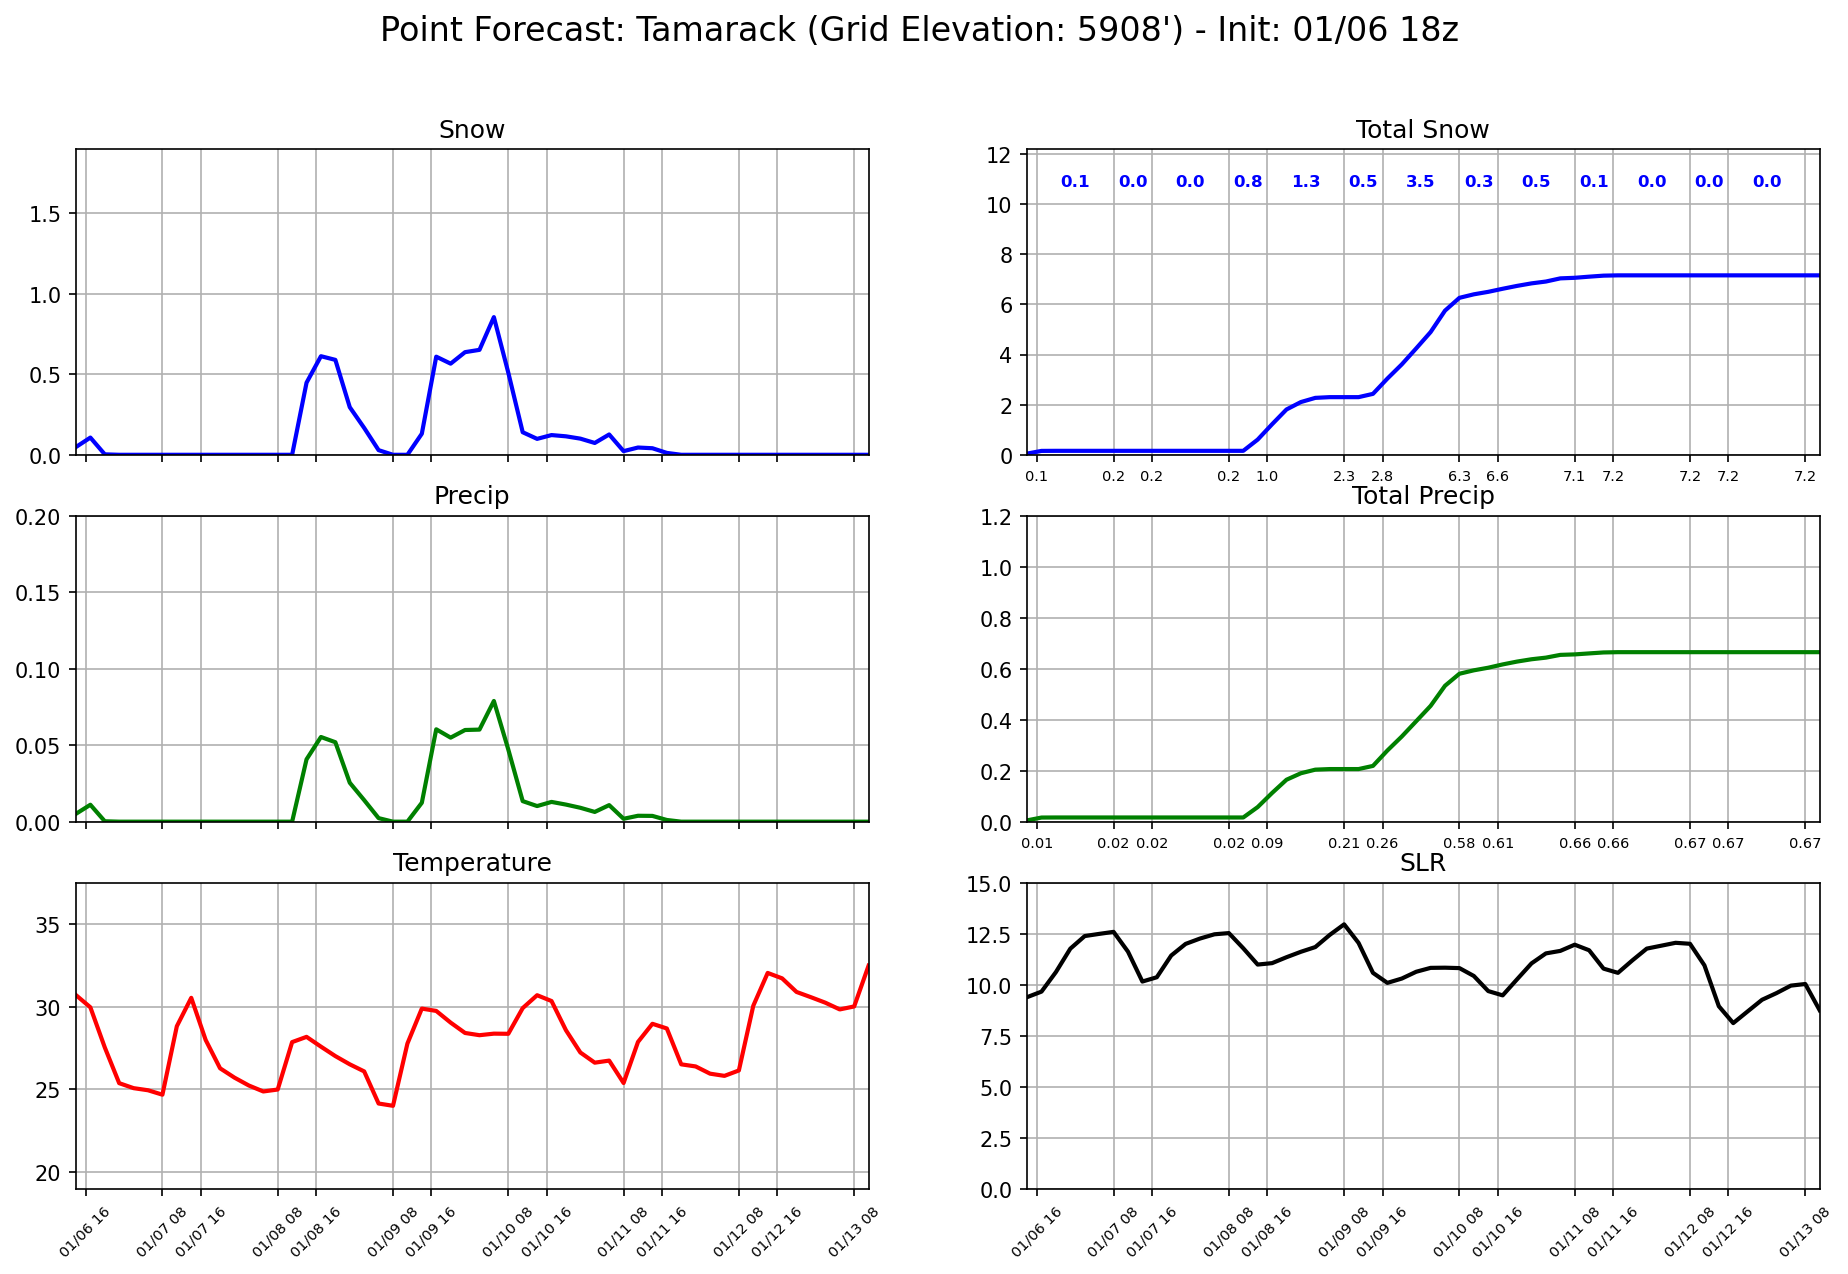 Point Forecast: Tamarack (Grid Elevation: 5908') - Init: 01/06 18z
Snow
1.5
1.0
0.5
0.0
Total Snow
12
10
8
6
4
2
0
0.1 0.0 0.0 0.8 1.3 0.5 3.5 0.3 0.5 0.1 0.0 0.0 0.0
0.1 0.2 0.2 0.2 1.0 2.3 2.8 6.3 6.6 7.1 7.2 7.2 7.2 7.2
Precip
0.20
0.15
0.10
0.05
0.00
Total Precip
1.2
1.0
0.8
0.6
0.4
0.2
0.0
0.01 0.02 0.02 0.02 0.09 0.21 0.26 0.58 0.61 0.66 0.66 0.67 0.67 0.67
Temperature
35
30
25
20
01/06 16 01/07 08 01/07 16 01/08 08 01/08 16 01/09 08 01/09 16 01/10 08 01/10 16 01/11 08 01/11 16 01/12 08 01/12 16 01/13 08
SLR
15.0
12.5
10.0
7.5
5.0
2.5
0.0
01/06 16 01/07 08 01/07 16 01/08 08 01/08 16 01/09 08 01/09 16 01/10 08 01/10 16 01/11 08 01/11 16 01/12 08 01/12 16 01/13 08